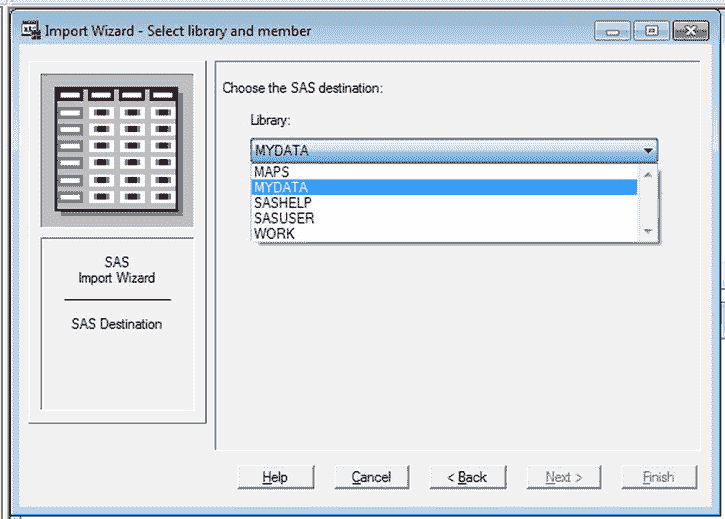 Import Wizard - Select library and member
Choose the SAS destination:
Library:
MYDATA
MAPS
MYDATA
SASHELP
SASUSER
WORK
SAS
Import Wizard
SAS Destination
Help
Cancel
< Back
Next >
Finish